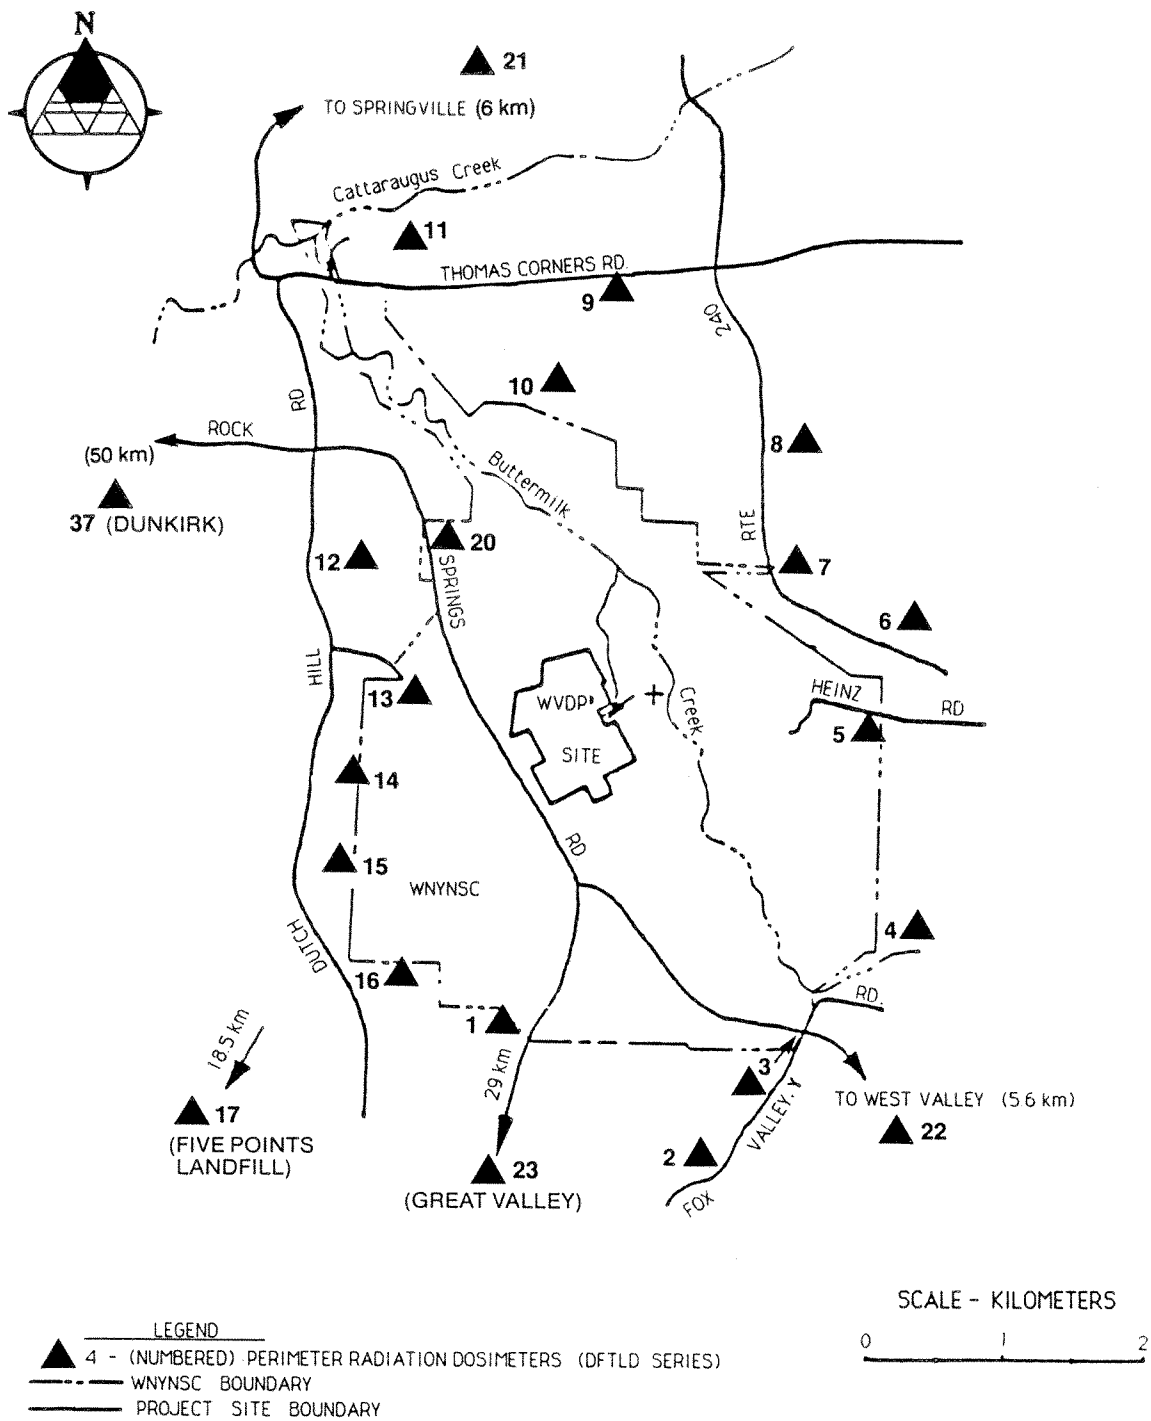 N
21
TO SPRINGVILLE (6 km)
Cattaraugus Creek
11
THOMAS CORNERS RD.
9
240
10
RD
ROCK
8
(50 km)
Buttermilk
37 (DUNKIRK)
RTE
20
12
7
SPRINGS
6
HILL
13
WVDP
HEINZ
RD
Creek
5
SITE
14
RD.
15
WNYNSC
4
DUTCH
16
RD.
1
18.5 km
29 km
3
VALLEY
TO WEST VALLEY (5.6 km)
17
22
(FIVE POINTS
LANDFILL)
2
23
(GREAT VALLEY)
FOX
SCALE - KILOMETERS
0 1 2
LEGEND
4 - (NUMBERED) PERIMETER RADIATION DOSIMETERS (DFTLD SERIES)
WNYNSC BOUNDARY
PROJECT SITE BOUNDARY